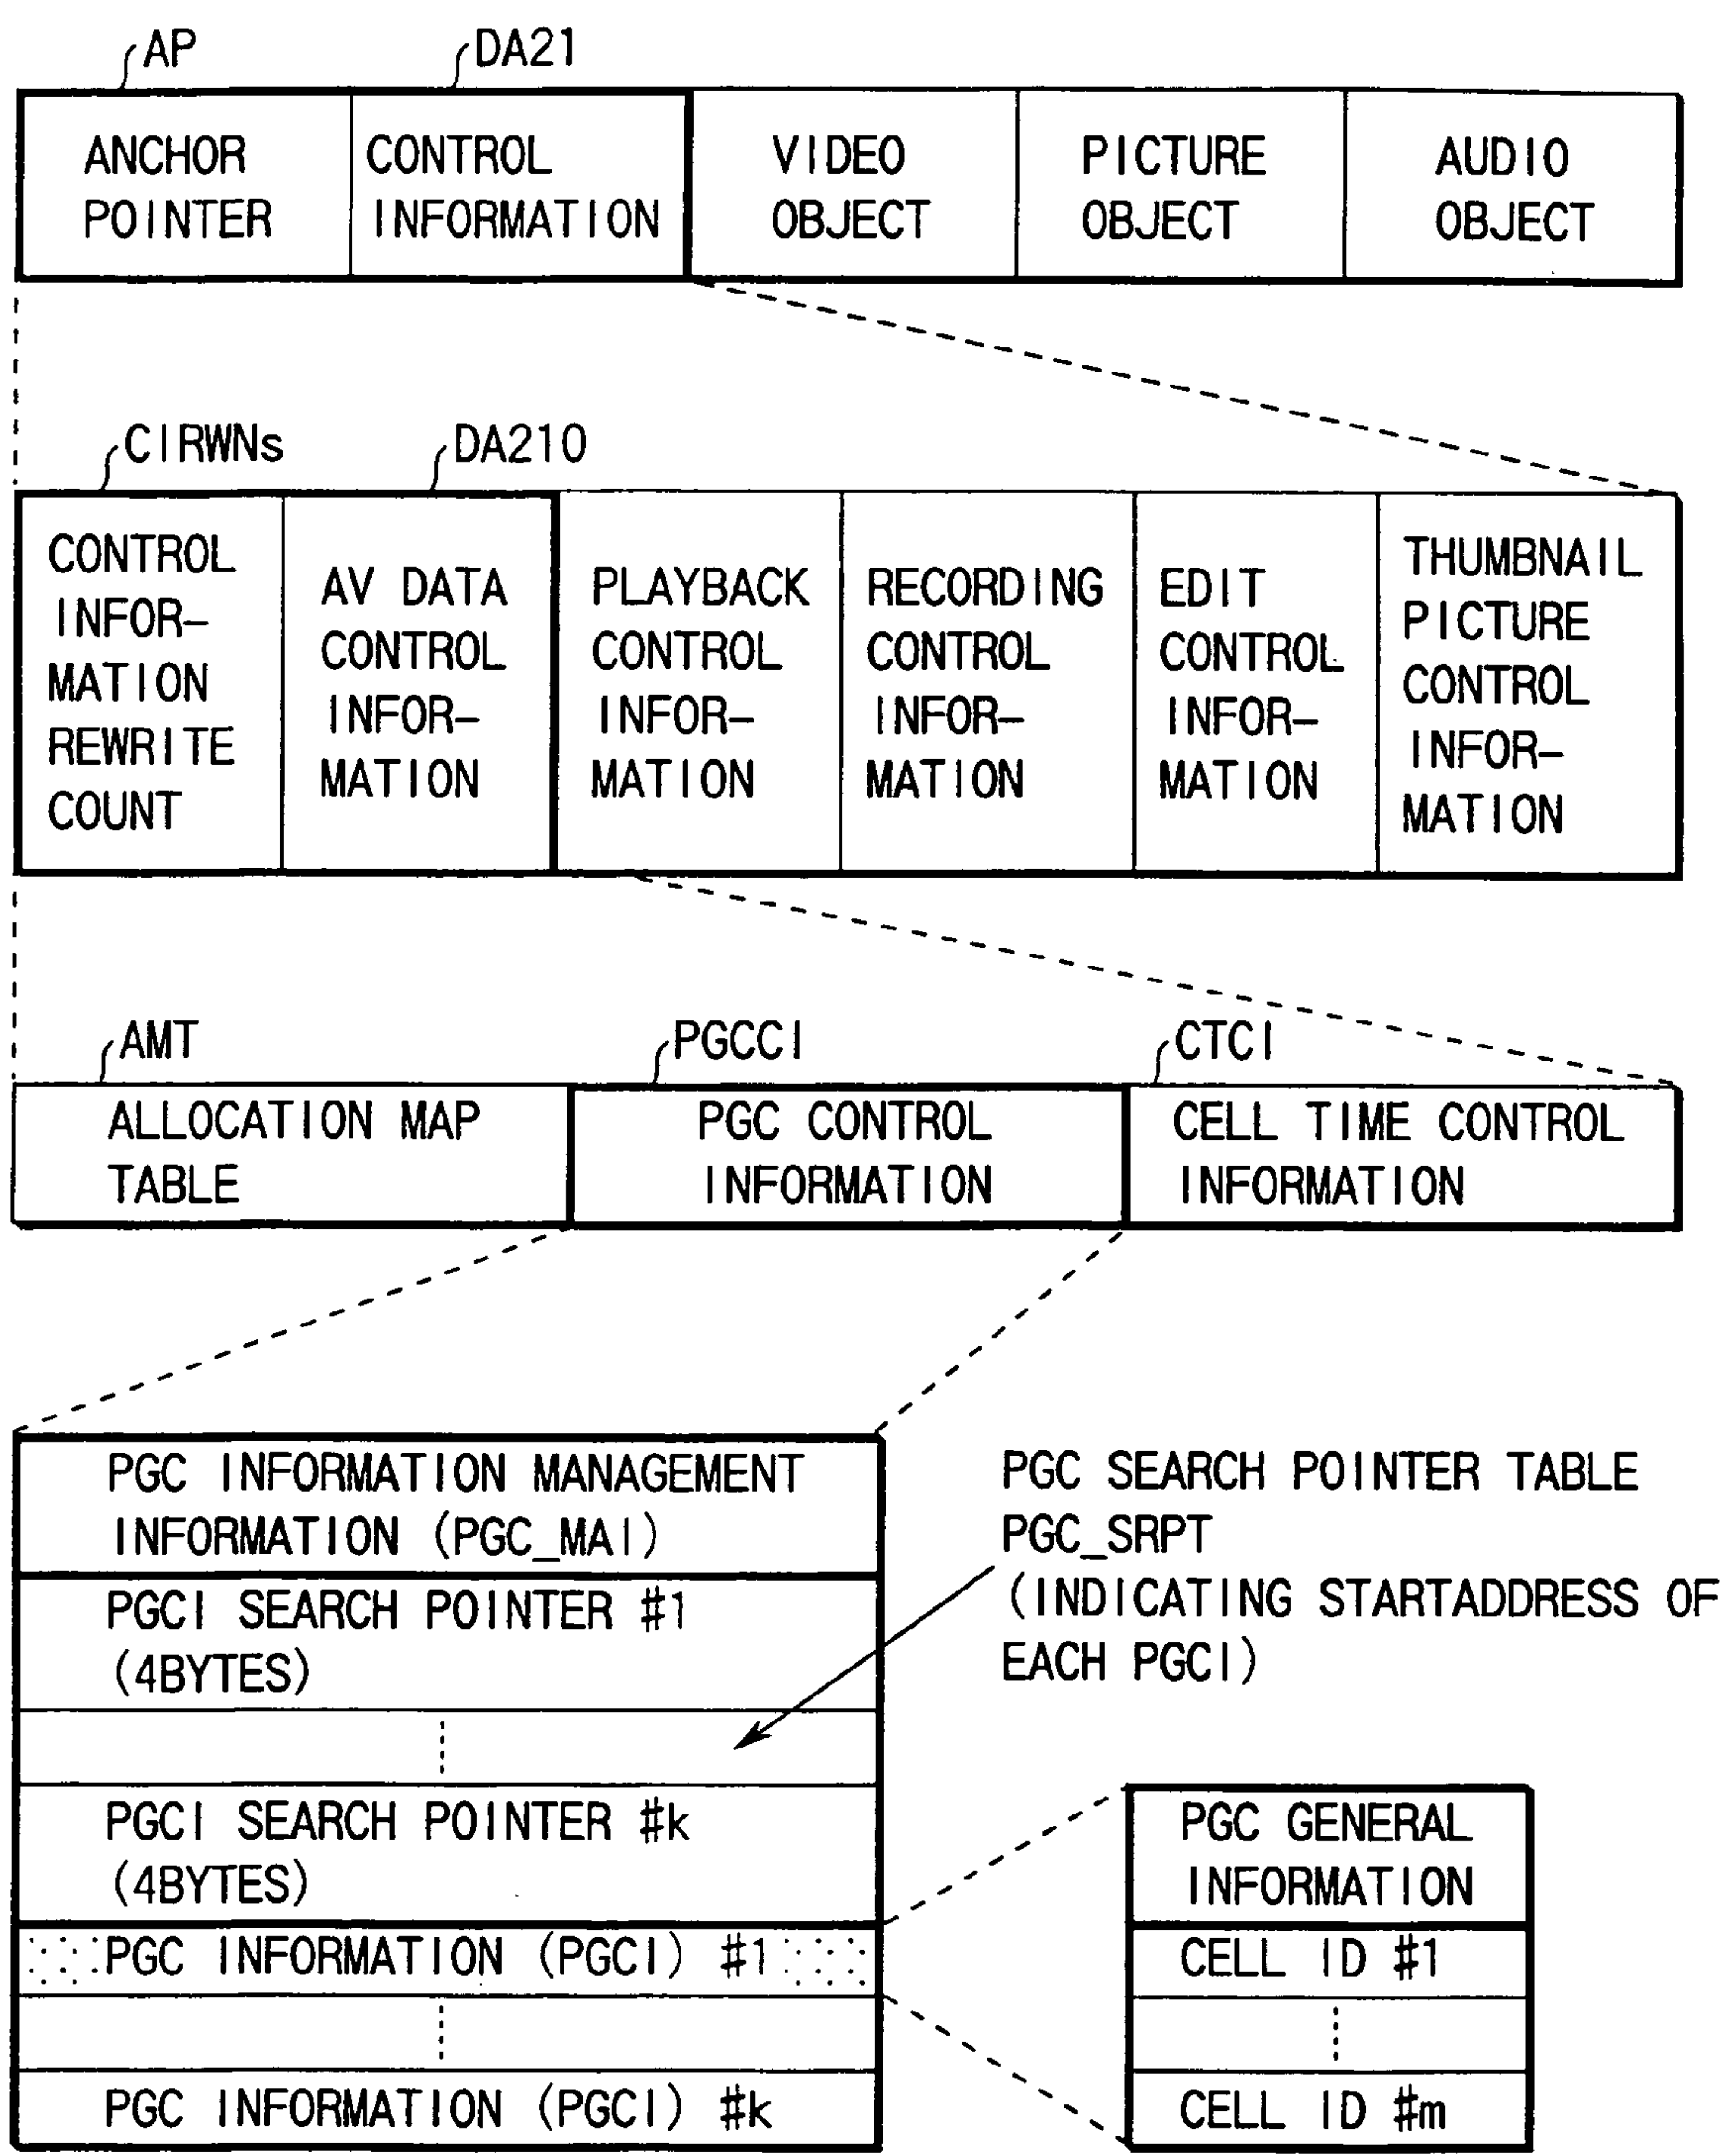 AP
DA21
ANCHOR
POINTER
CONTROL
INFORMATION
VIDEO
OBJECT
PICTURE
OBJECT
AUDIO
OBJECT
CIRWNs
DA210
CONTROL
INFOR-
MATION
REWRITE
COUNT
AV DATA
CONTROL
INFOR-
MATION
PLAYBACK
CONTROL
INFOR-
MATION
RECORDING
CONTROL
INFOR-
MATION
EDIT
CONTROL
INFOR-
MATION
THUMBNAIL
PICTURE
CONTROL
INFOR-
MATION
AMT
PGCCI
CTCI
ALLOCATION MAP
TABLE
PGC CONTROL
INFORMATION
CELL TIME CONTROL
INFORMATION
PGC INFORMATION MANAGEMENT
INFORMATION (PGC_MAI)
PGCI SEARCH POINTER #1
(4BYTES)
PGCI SEARCH POINTER #k
(4BYTES)
PGC INFORMATION (PGCI) #1
PGC INFORMATION (PGCI) #k
PGC SEARCH POINTER TABLE
PGC_SRPT
(INDICATING STARTADDRESS OF
EACH PGCI)
PGC GENERAL
INFORMATION
CELL ID #1
CELL ID #m